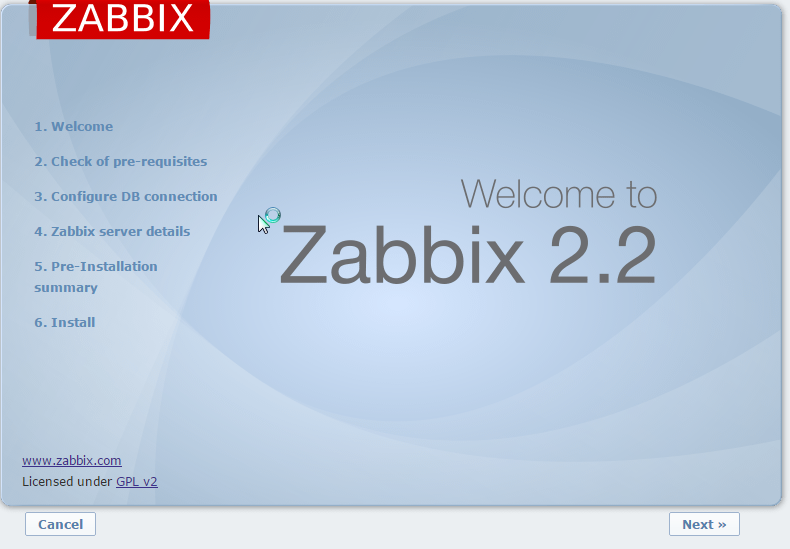 ZABBIX
1. Welcome
2. Check of pre-requisites
3. Configure DB connection
4. Zabbix server details
5. Pre-Installation
summary
6. Install
Welcome to
Zabbix 2.2
www.zabbix.com
Licensed under GPL v2
Cancel
Next »